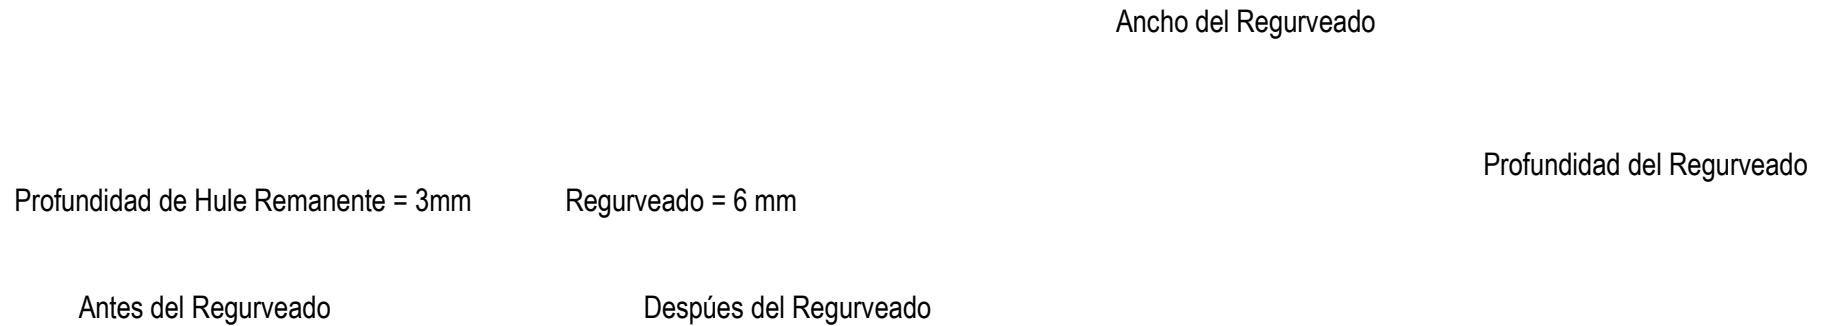 Ancho del Regurveado
Profundidad del Regurveado
Profundidad de Hule Remanente = 3mm
Regurveado = 6 mm
Antes del Regurveado
Despúes del Regurveado